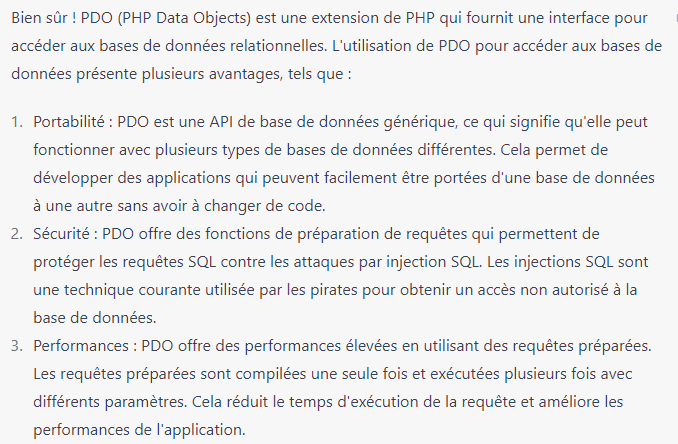 Bien sûr ! PDO (PHP Data Objects) est une extension de PHP qui fournit une interface pour
accéder aux bases de données relationnelles. L'utilisation de PDO pour accéder aux bases de
données présente plusieurs avantages, tels que :
1. Portabilité : PDO est une API de base de données générique, ce qui signifie qu'elle peut
fonctionner avec plusieurs types de bases de données différentes. Cela permet de
développer des applications qui peuvent facilement être portées d'une base de données
à une autre sans avoir à changer de code.
2. Sécurité : PDO offre des fonctions de préparation de requêtes qui permettent de
protéger les requêtes SQL contre les attaques par injection SQL. Les injections SQL sont
une technique courante utilisée par les pirates pour obtenir un accès non autorisé à la
base de données.
3. Performances : PDO offre des performances élevées en utilisant des requêtes préparées.
Les requêtes préparées sont compilées une seule fois et exécutées plusieurs fois avec
différents paramètres. Cela réduit le temps d'exécution de la requête et améliore les
performances de l'application.